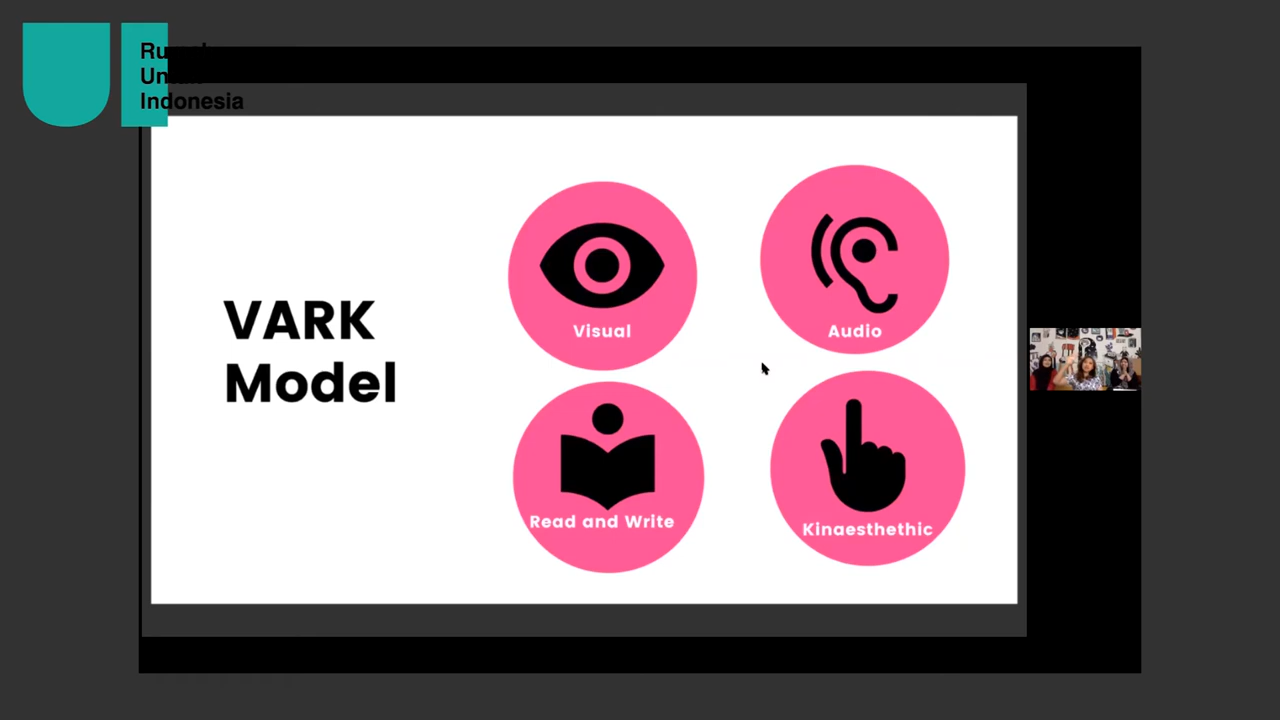 Indonesia
VARK
Model
Visual
Audio
Read and Write
Kinaesthethic